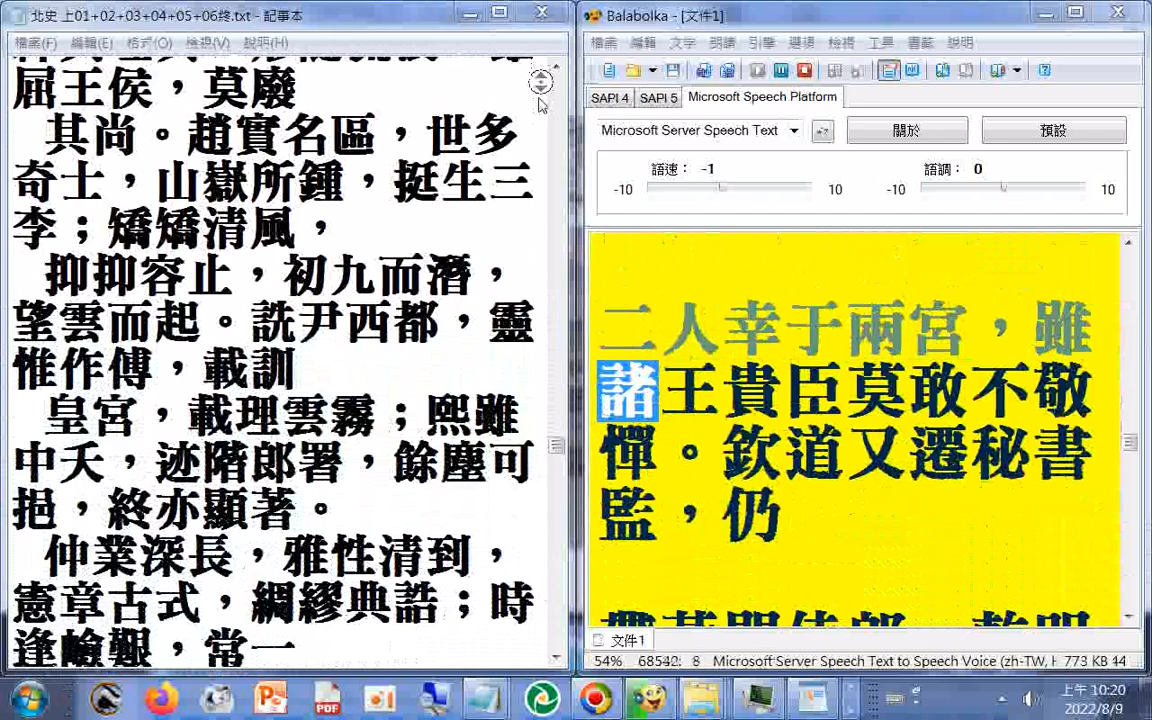 北史 上01+02+03+04+05+06终.txt - 記事本
檔案(F) 編輯(E) 格式(O) 檢視(V) 說明(H)
屈王侯，莫廢
其尚。趙實名區，世多
奇士，山嶽所鍾，挺生三
李；矯矯清風，
抑抑容止，初九而潛，
望雲而起。詵尹西都，靈
惟作傅，載訓
皇宮，載理雲霧；熙雖
中夭，迹階郎署，餘塵可
挹，終亦顯著。
仲業深長，雅性清到，
憲章古式，綢繆典誥；時
逢嶮艱，常一
Balabolka - [文件1]
檔案 編輯 文字 朗讀 引擎 選項 檢視 工具 書籤 說明
SAPI 4 SAPI 5 Microsoft Speech Platform
Microsoft Server Speech Text 關於 預設
語速： -1 語調： 0
-10 10 -10 10
二人幸于兩宮，雖
諸王貴臣莫敢不敬
憚。欽道又遷秘書
監，仍
文件1
54% 68542: 8 Microsoft Server Speech Text to Speech Voice (zh-TW, H 773 KB 44
上午 10:20
2022/8/9